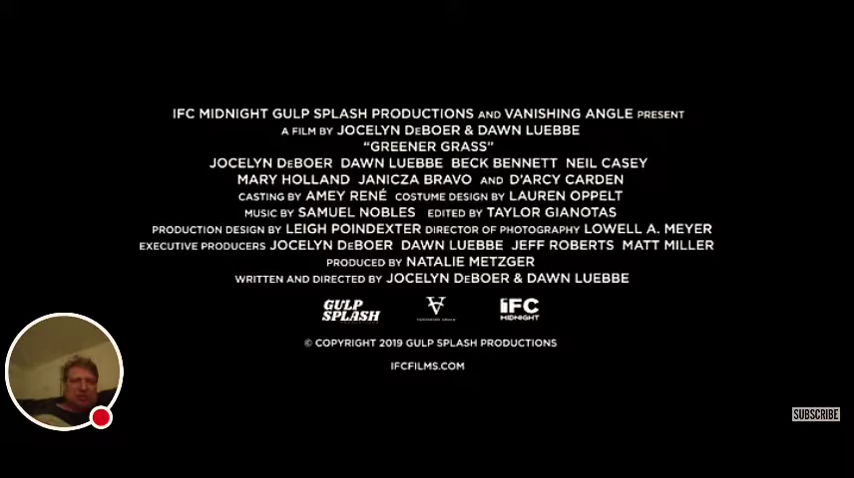 IFC MIDNIGHT GULP SPLASH PRODUCTIONS AND VANISHING ANGLE PRESENT
A FILM BY JOCELYN DeBOER & DAWN LUEBBE
“GREENER GRASS”
JOCELYN DeBOER DAWN LUEBBE BECK BENNETT NEIL CASEY
MARY HOLLAND JANICZA BRAVO AND D’ARCY CARDEN
CASTING BY AMEY RENÉ COSTUME DESIGN BY LAUREN OPPELT
MUSIC BY SAMUEL NOBLES EDITED BY TAYLOR GIANOTAS
PRODUCTION DESIGN BY LEIGH POINDEXTER DIRECTOR OF PHOTOGRAPHY LOWELL A. MEYER
EXECUTIVE PRODUCERS JOCELYN DeBOER DAWN LUEBBE JEFF ROBERTS MATT MILLER
PRODUCED BY NATALIE METZGER
WRITTEN AND DIRECTED BY JOCELYN DeBOER & DAWN LUEBBE
GULP SPLASH PRODUCTIONS
VANISHING ANGLE
IFC MIDNIGHT
© COPYRIGHT 2019 GULP SPLASH PRODUCTIONS
IFCFILMS.COM
SUBSCRIBE